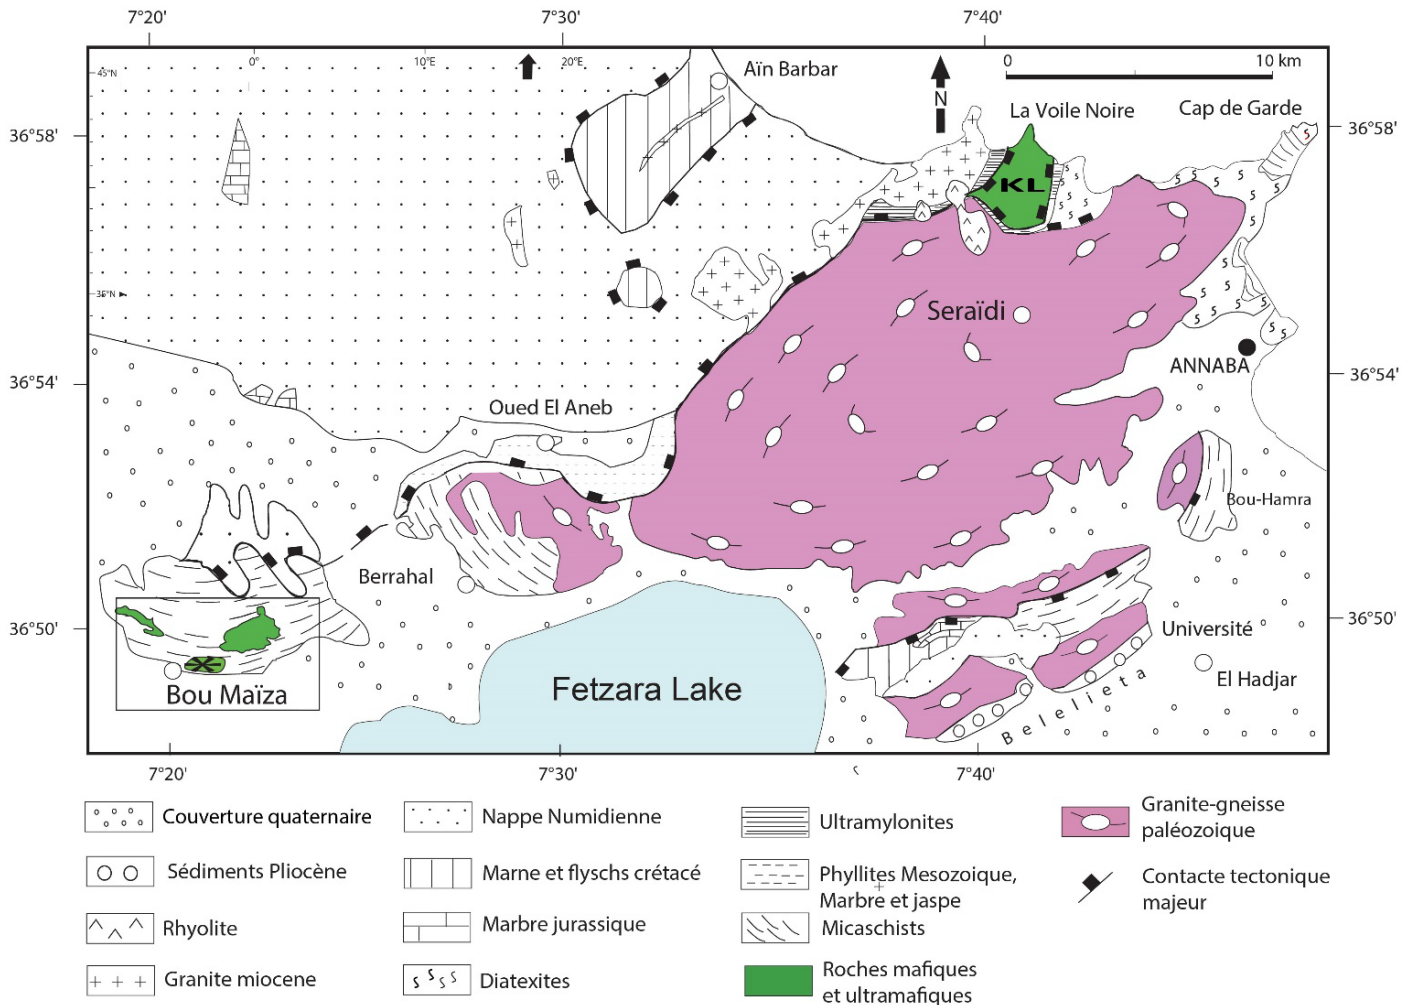 7°20' 7°30' 7°40'
0° 10°E 20°E
0 10 km
45°N
Aïn Barbar
N
La Voile Noire
Cap de Garde
36°58' 36°58'
KL
35°N
Seraïdi
ANNABA
36°54' 36°54'
Oued El Aneb
Bou-Hamra
Berrahal
36°50' 36°50'
Université
El Hadjar
Fetzara Lake
Bou Maïza
Belelieta
7°20' 7°30' 7°40'
Couverture quaternaire
Sédiments Pliocène
Rhyolite
Granite miocene
Nappe Numidienne
Marne et flyschs crétacé
Marbre jurassique
Diatexites
Ultramylonites
Phyllites Mesozoique,
Marbre et jaspe
Micaschists
Roches mafiques
et ultramafiques
Granite-gneisse
paléozoique
Contacte tectonique
majeur